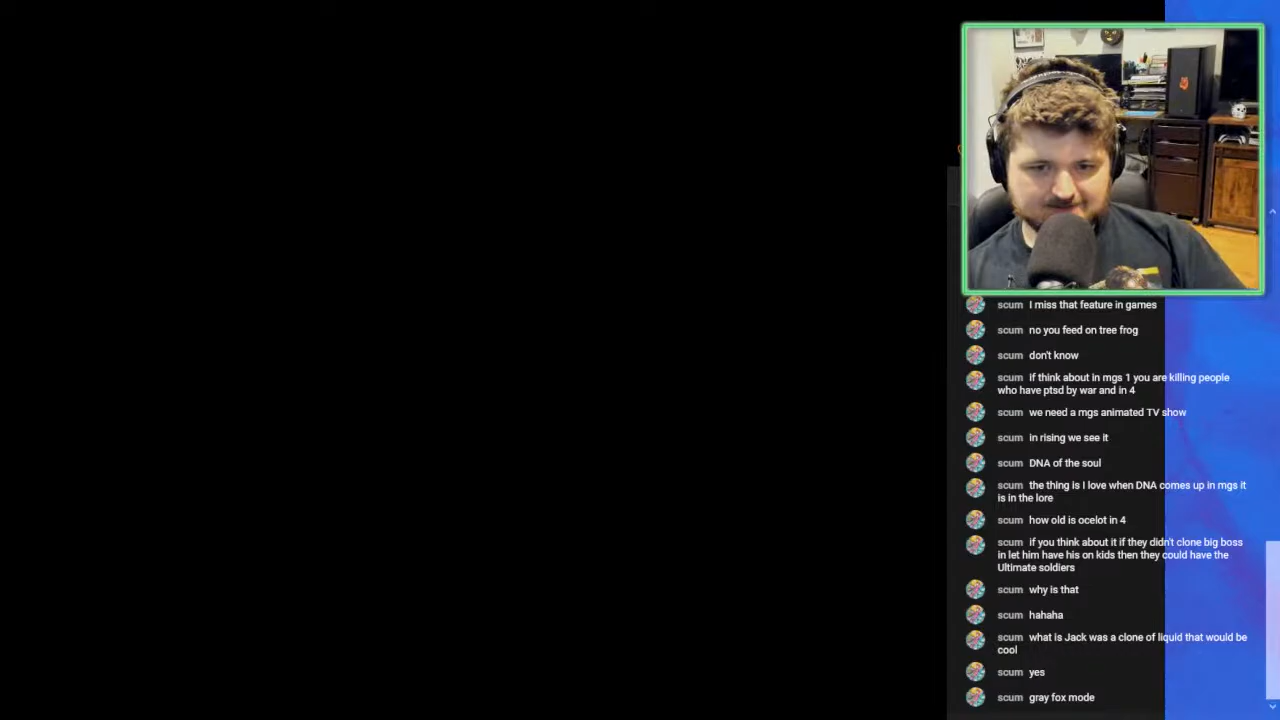 scum I miss that feature in games
scum no you feed on tree frog
scum don't know
scum if think about in mgs 1 you are killing people
who have ptsd by war and in 4
scum we need a mgs animated TV show
scum in rising we see it
scum DNA of the soul
scum the thing is I love when DNA comes up in mgs it
is in the lore
scum how old is ocelot in 4
scum if you think about it if they didn't clone big boss
in let him have his on kids then they could have the
Ultimate soldiers
scum why is that
scum hahaha
scum what is Jack was a clone of liquid that would be
cool
scum yes
scum gray fox mode